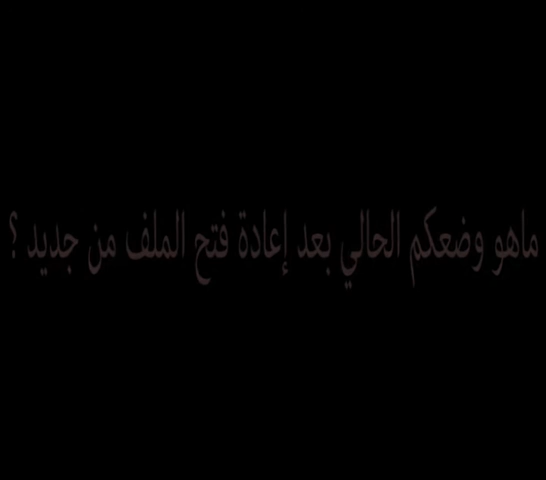 ماهو وضعكم الحالي بعد إعادة فتح الملف من جديد ؟